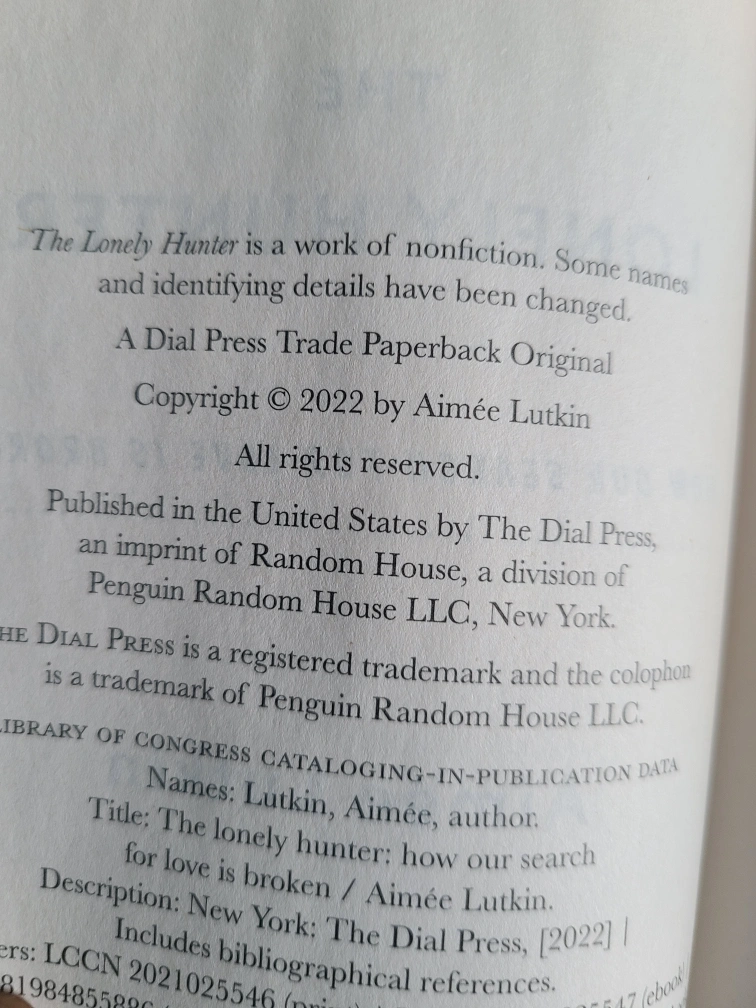 The Lonely Hunter is a work of nonfiction. Some names
and identifying details have been changed.
A Dial Press Trade Paperback Original
Copyright © 2022 by Aimée Lutkin
All rights reserved.
Published in the United States by The Dial Press,
an imprint of Random House, a division of
Penguin Random House LLC, New York.
HE DIAL PRESS is a registered trademark and the colophon
is a trademark of Penguin Random House LLC.
LIBRARY OF CONGRESS CATALOGING-IN-PUBLICATION DATA
Names: Lutkin, Aimée, author.
Title: The lonely hunter: how our search
for love is broken / Aimée Lutkin.
Description: New York: The Dial Press, [2022] |
Includes bibliographical references.
ers: LCCN 2021025546 (ebook)